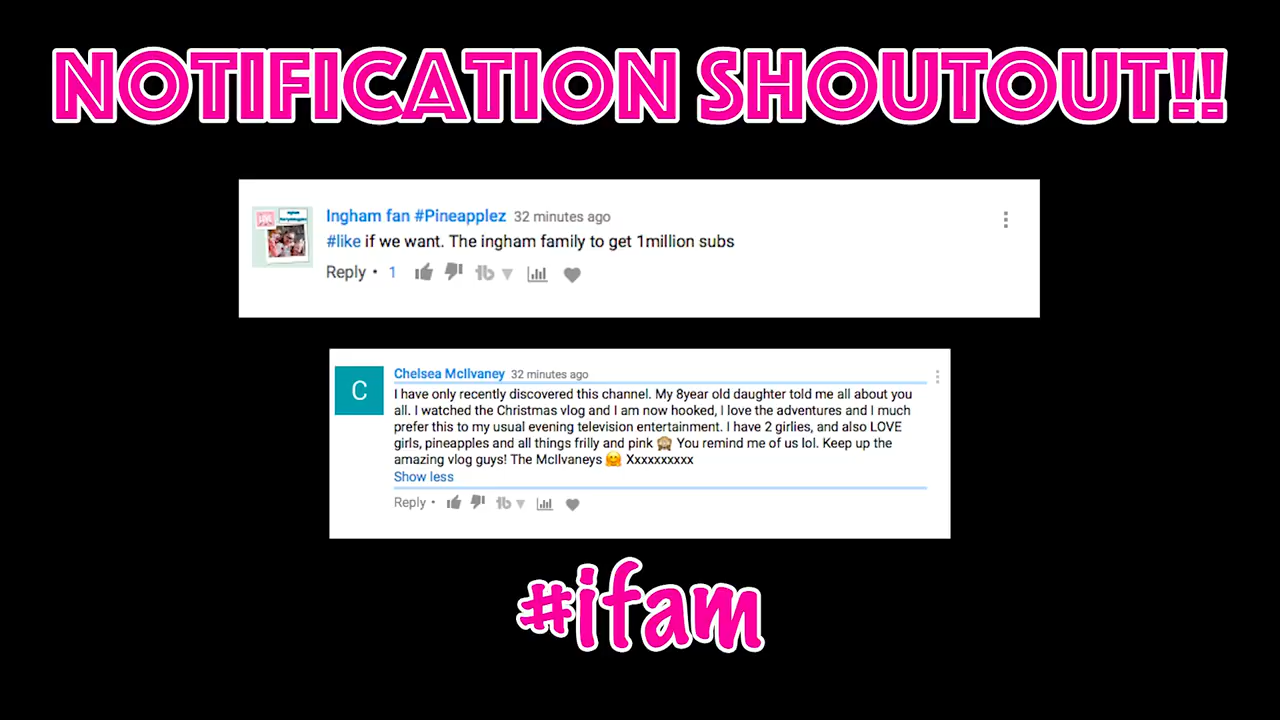 NOTIFICATION SHOUTOUT!!
Ingham fan #Pineapplez 32 minutes ago
#like if we want. The ingham family to get 1million subs
Reply • 1
C
Chelsea McIlvaney 32 minutes ago
I have only recently discovered this channel. My 8year old daughter told me all about you
all. I watched the Christmas vlog and I am now hooked, I love the adventures and I much
prefer this to my usual evening television entertainment. I have 2 girlies, and also LOVE
girls, pineapples and all things frilly and pink 🙈 You remind me of us lol. Keep up the
amazing vlog guys! The McIlvaneys 🤗 Xxxxxxxxxx
Show less
Reply •
#ifam